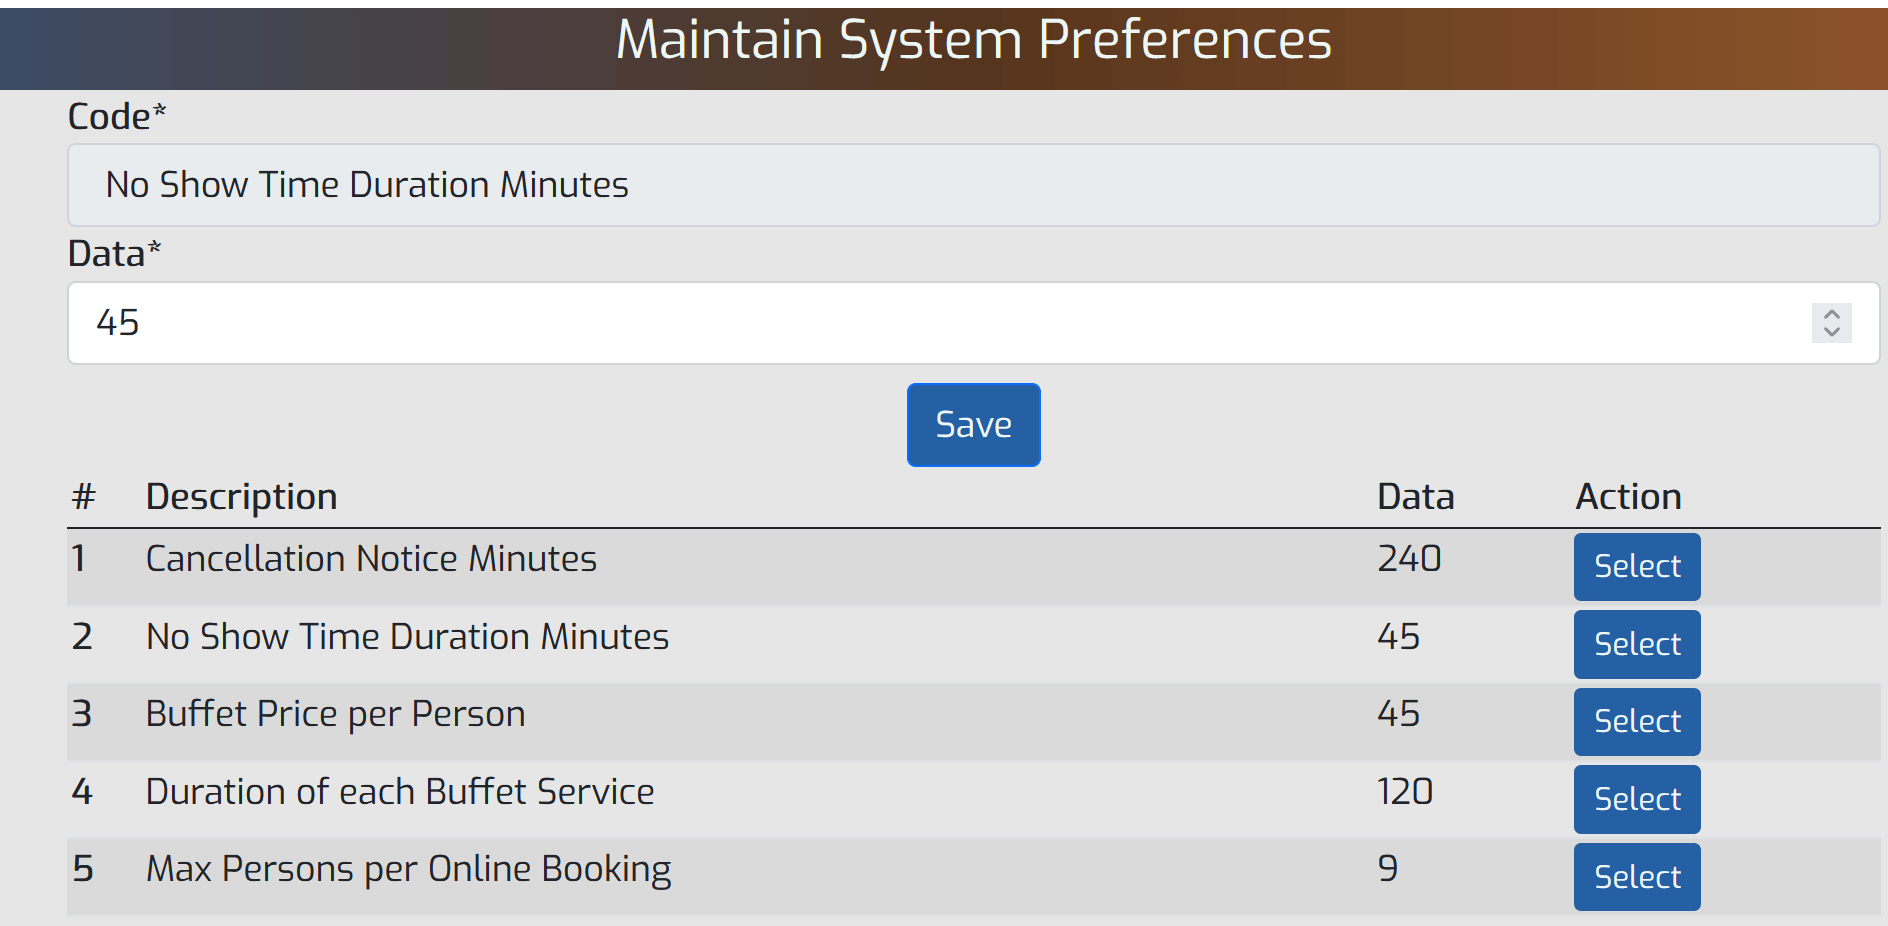 Maintain System Preferences
Code*
No Show Time Duration Minutes
Data*
45
Save
# Description Data Action
1 Cancellation Notice Minutes 240 Select
2 No Show Time Duration Minutes 45 Select
3 Buffet Price per Person 45 Select
4 Duration of each Buffet Service 120 Select
5 Max Persons per Online Booking 9 Select